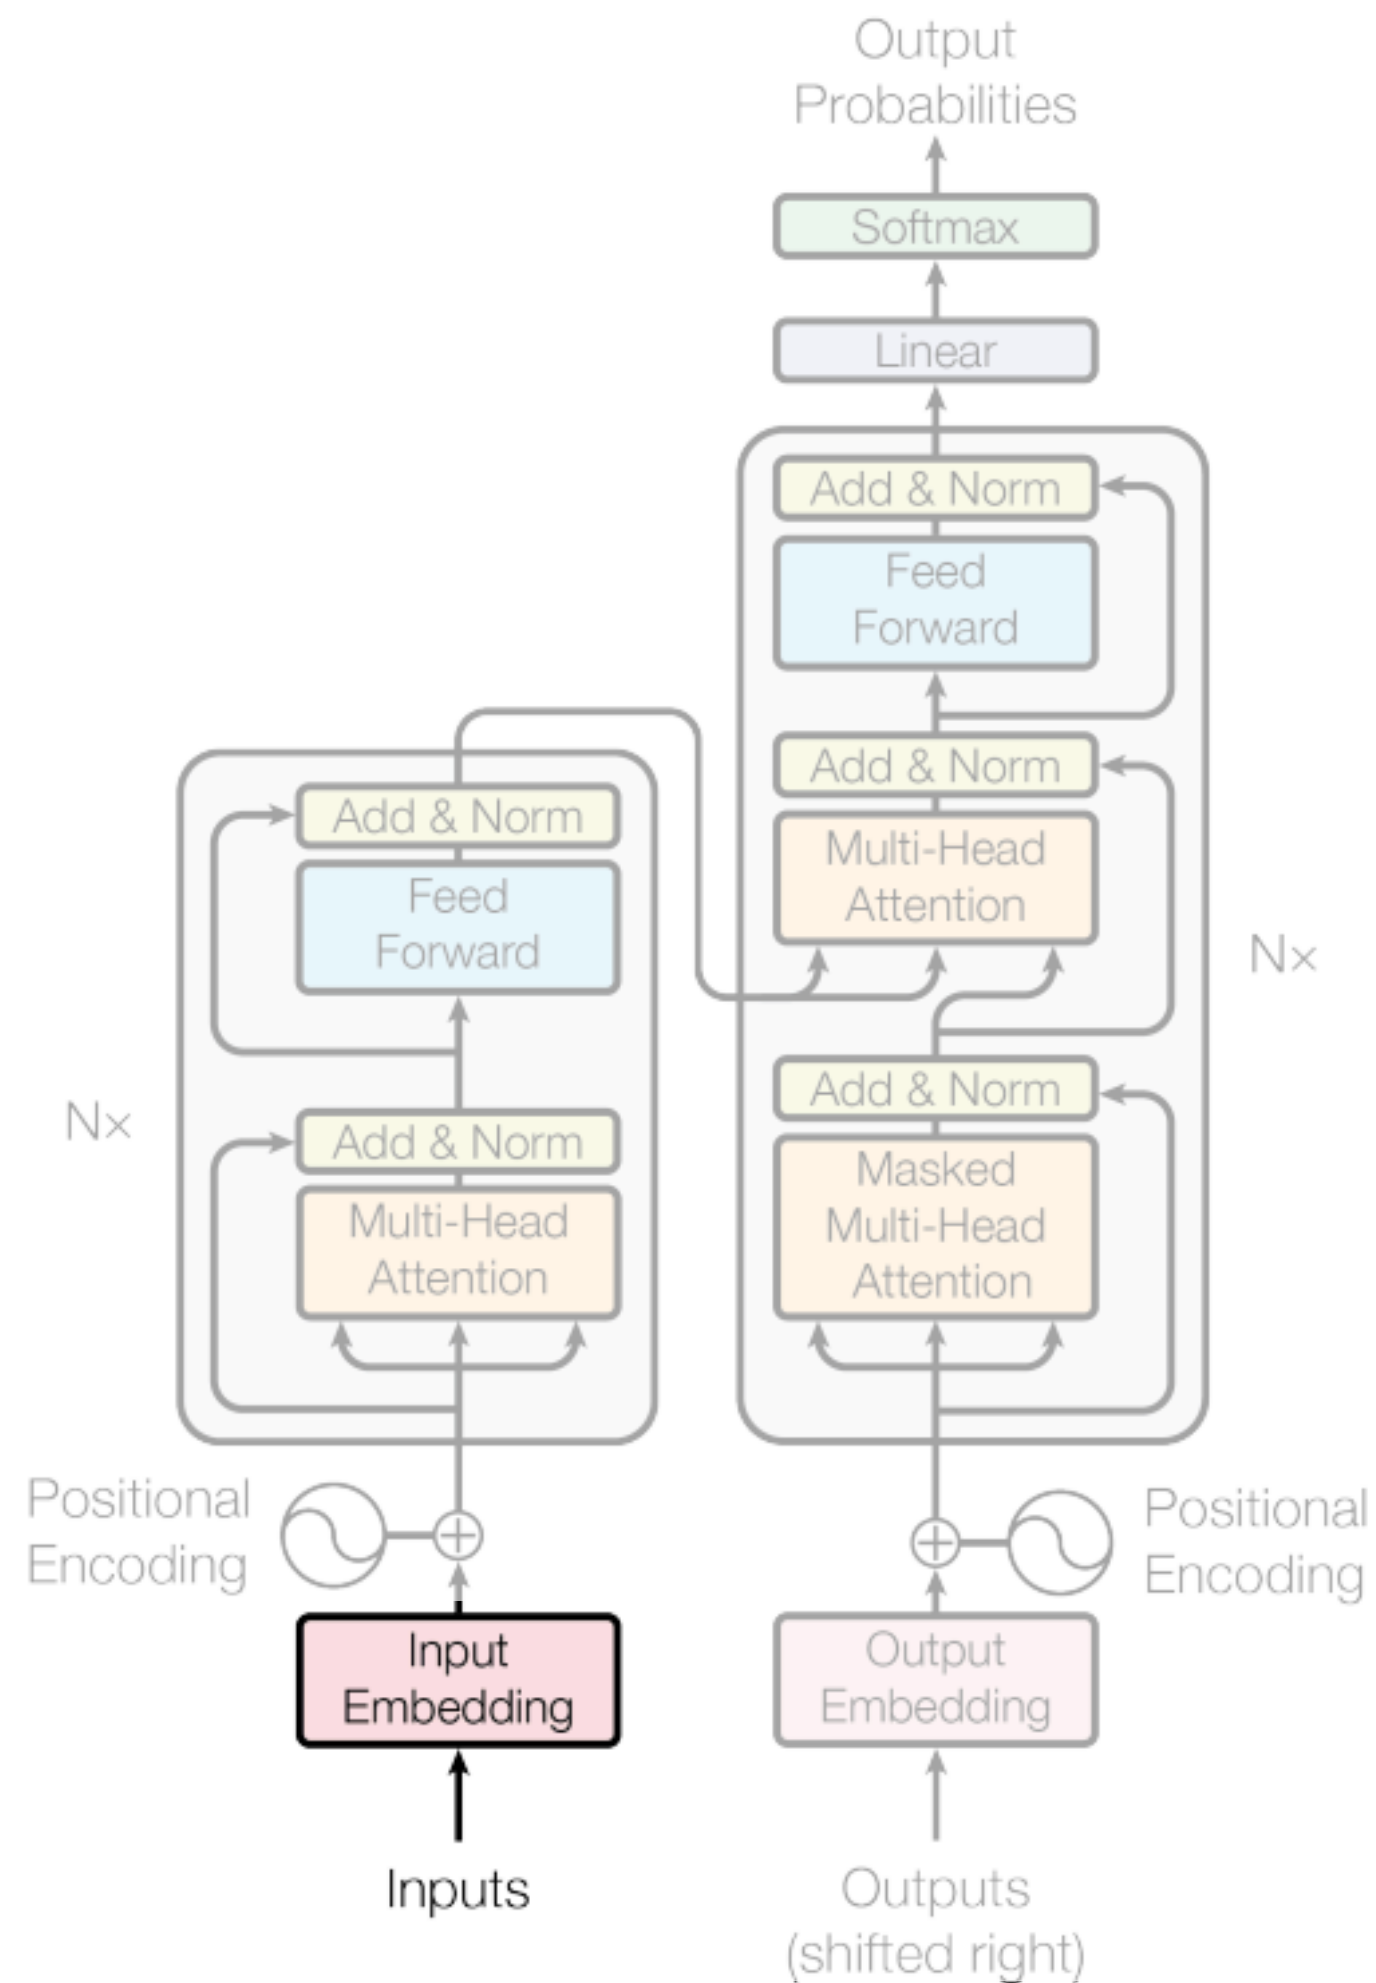 Output
Probabilities
Softmax
Linear
Add & Norm
Feed
Forward
Add & Norm
Multi-Head
Attention
Nx
Add & Norm
Masked
Multi-Head
Attention
Add & Norm
Feed
Forward
Nx
Add & Norm
Multi-Head
Attention
Positional
Encoding
Positional
Encoding
Input
Embedding
Output
Embedding
Inputs
Outputs
(shifted right)